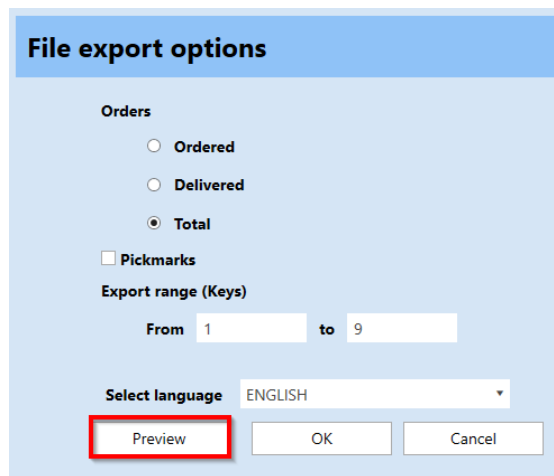 File export options
Orders
Ordered
Delivered
Total
Pickmarks
Export range (Keys)
From 1 to 9
Select language ENGLISH
Preview OK Cancel